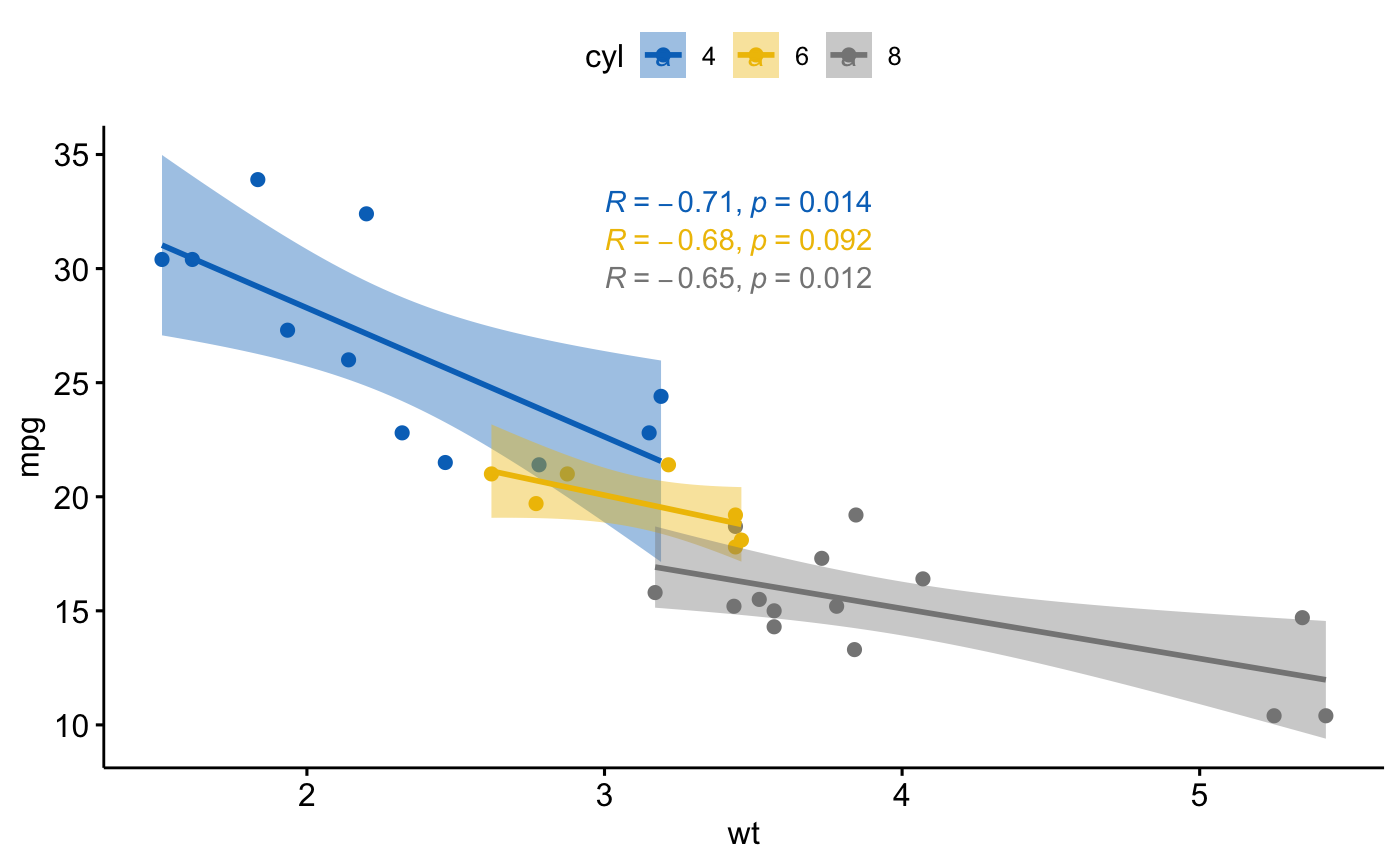 cyl a 4 a 6 a 8
35
30
25
20
15
10
mpg
R = −0.71, p = 0.014
R = −0.68, p = 0.092
R = −0.65, p = 0.012
2 3 4 5
wt